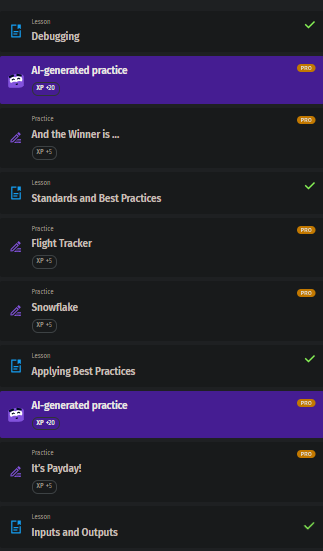 Lesson
Debugging
AI-generated practice
PRO
XP +20
Practice
PRO
And the Winner is ...
XP +5
Lesson
Standards and Best Practices
Practice
PRO
Flight Tracker
XP +5
Practice
PRO
Snowflake
XP +5
Lesson
Applying Best Practices
AI-generated practice
PRO
XP +20
Practice
PRO
It's Payday!
XP +5
Lesson
Inputs and Outputs